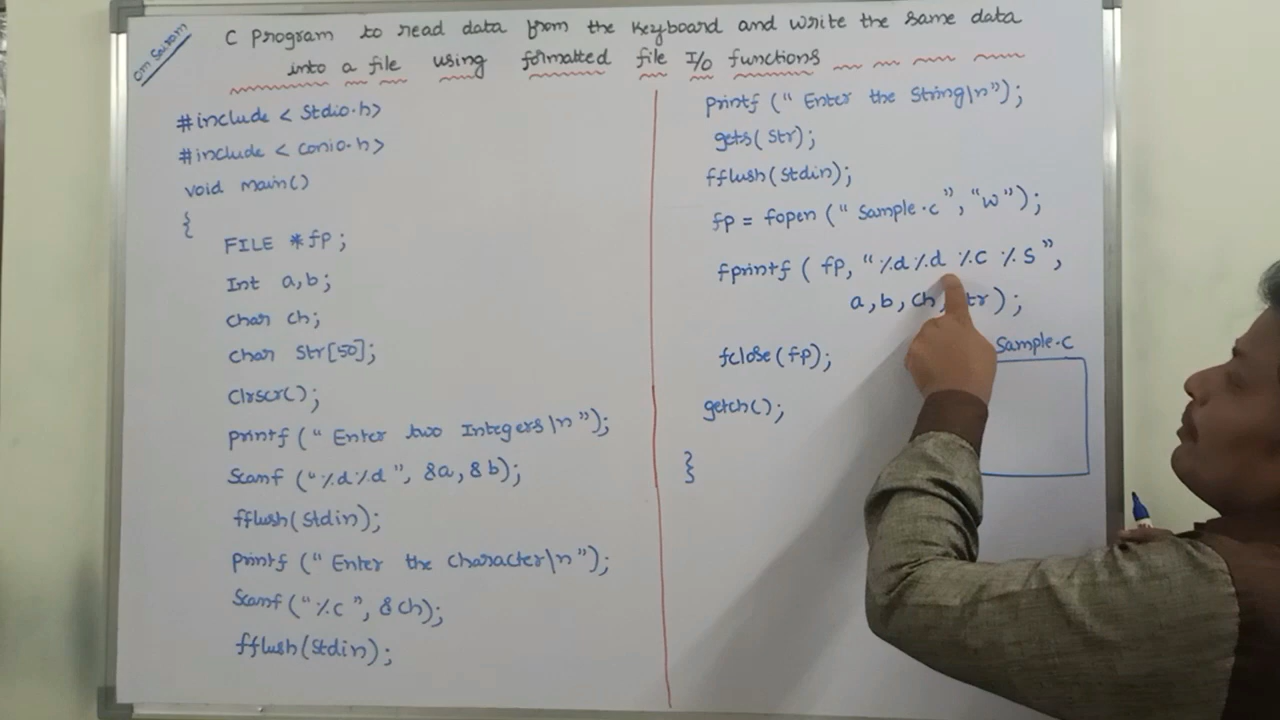 Om Sairam
C Program to read data from the Keyboard and write the same data
into a file using formatted file I/O functions
#include < Stdio.h>
#include < conio.h>
void main()
{
FILE *fp;
Int a,b;
char ch;
char Str[50];
Clrscr();
printf (" Enter two Integers\n");
Scanf ("%d%d", &a, &b);
fflush(Stdin);
printf (" Enter the character\n");
Scanf ("%c", &ch);
fflush(Stdin);
printf (" Enter the String\n");
gets(Str);
fflush(Stdin);
fp = fopen (" Sample.c", "w");
fprintf ( fp, "%d%d %c %s",
a, b, ch, str);
fclose(fp);
getch();
}
Sample.c